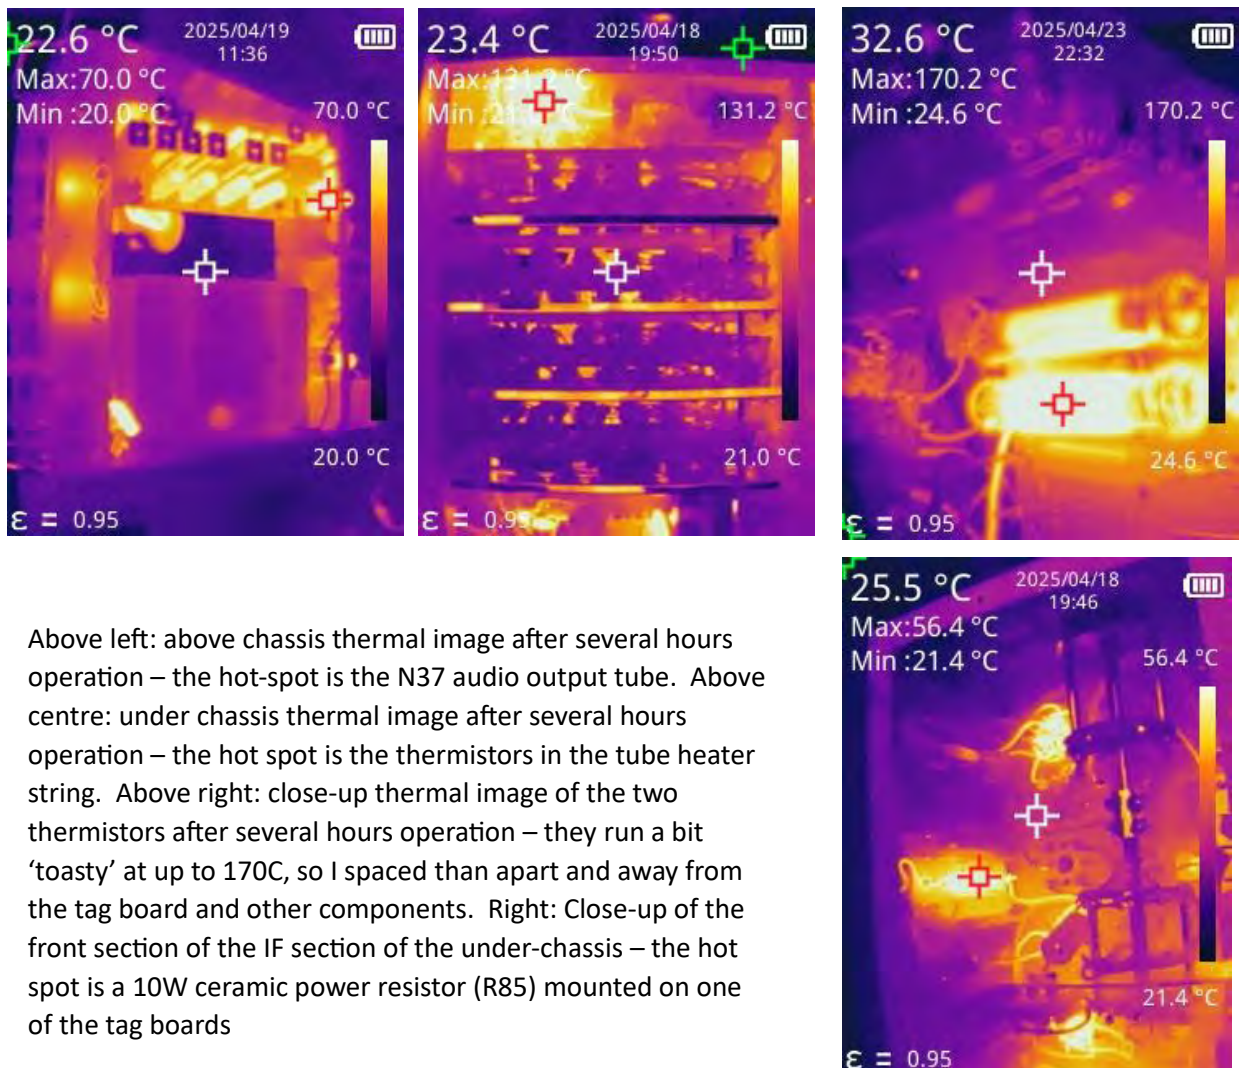 22.6 °C
2025/04/19
11:36
Max:70.0 °C
Min :20.0 °C
70.0 °C
20.0 °C
ε = 0.95
23.4 °C
2025/04/18
19:50
Max:131.2 °C
Min :21.0 °C
131.2 °C
21.0 °C
ε = 0.95
32.6 °C
2025/04/23
22:32
Max:170.2 °C
Min :24.6 °C
170.2 °C
24.6 °C
ε = 0.95
25.5 °C
2025/04/18
19:46
Max:56.4 °C
Min :21.4 °C
56.4 °C
21.4 °C
ε = 0.95
Above left: above chassis thermal image after several hours
operation – the hot-spot is the N37 audio output tube.  Above
centre: under chassis thermal image after several hours
operation – the hot spot is the thermistors in the tube heater
string.  Above right: close-up thermal image of the two
thermistors after several hours operation – they run a bit
‘toasty’ at up to 170C, so I spaced than apart and away from
the tag board and other components.  Right: Close-up of the
front section of the IF section of the under-chassis – the hot
spot is a 10W ceramic power resistor (R85) mounted on one
of the tag boards